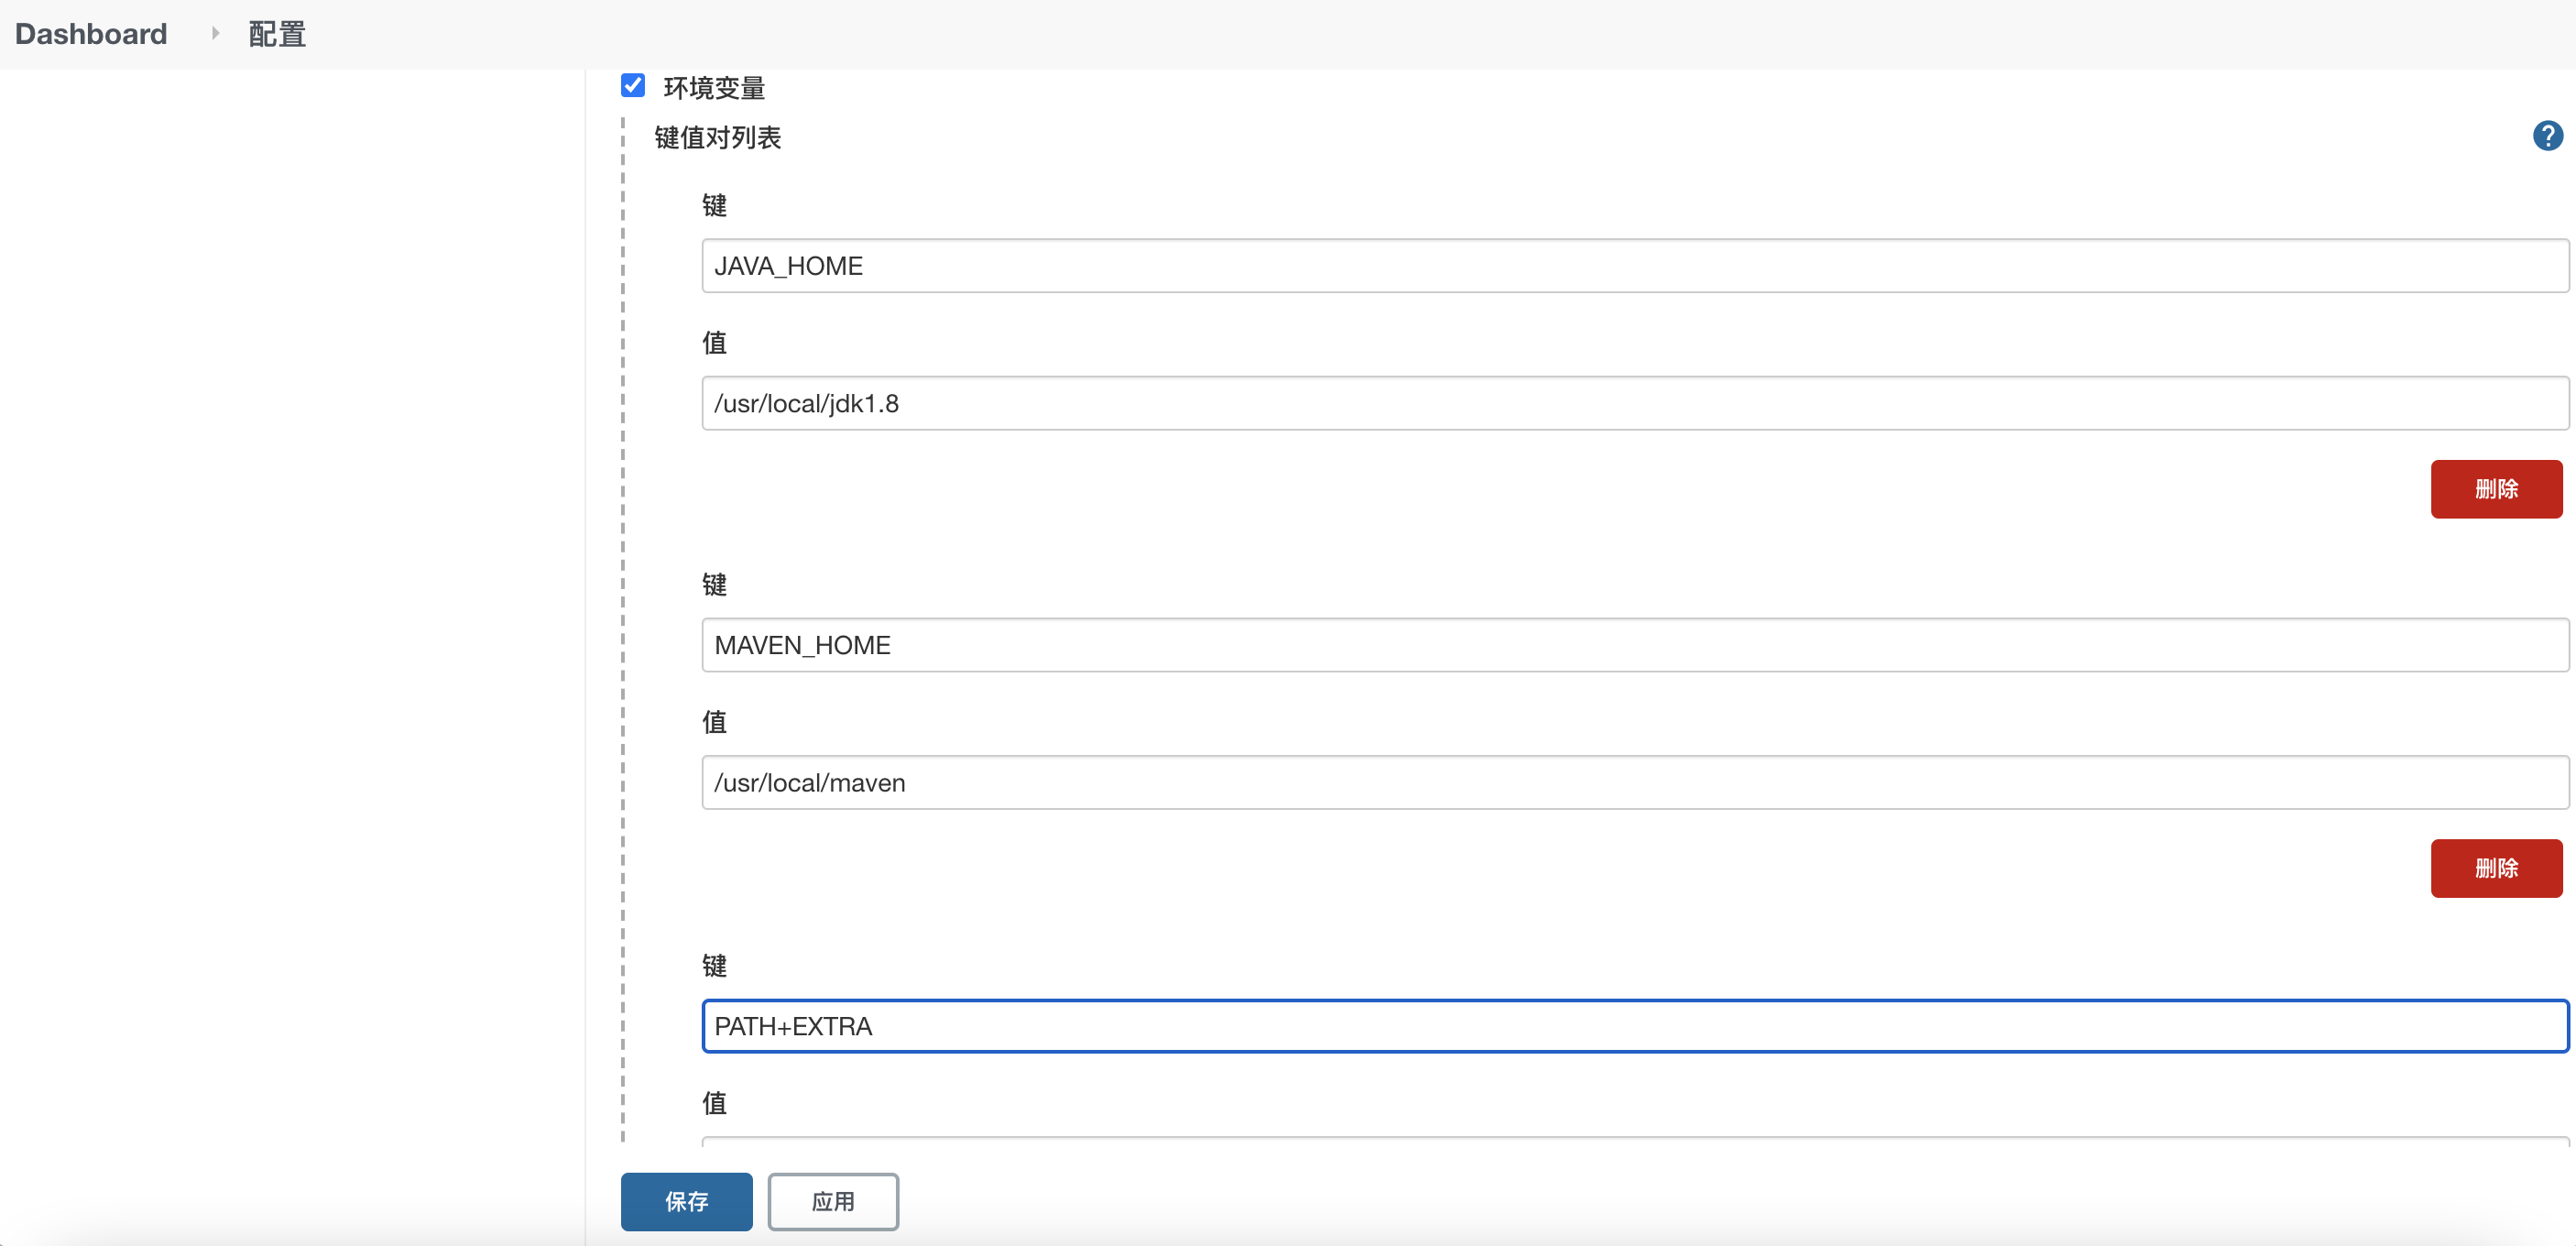 Dashboard 配置
环境变量
键值对列表
?
键
JAVA_HOME
值
/usr/local/jdk1.8
删除
键
MAVEN_HOME
值
/usr/local/maven
删除
键
PATH+EXTRA
值
保存 应用